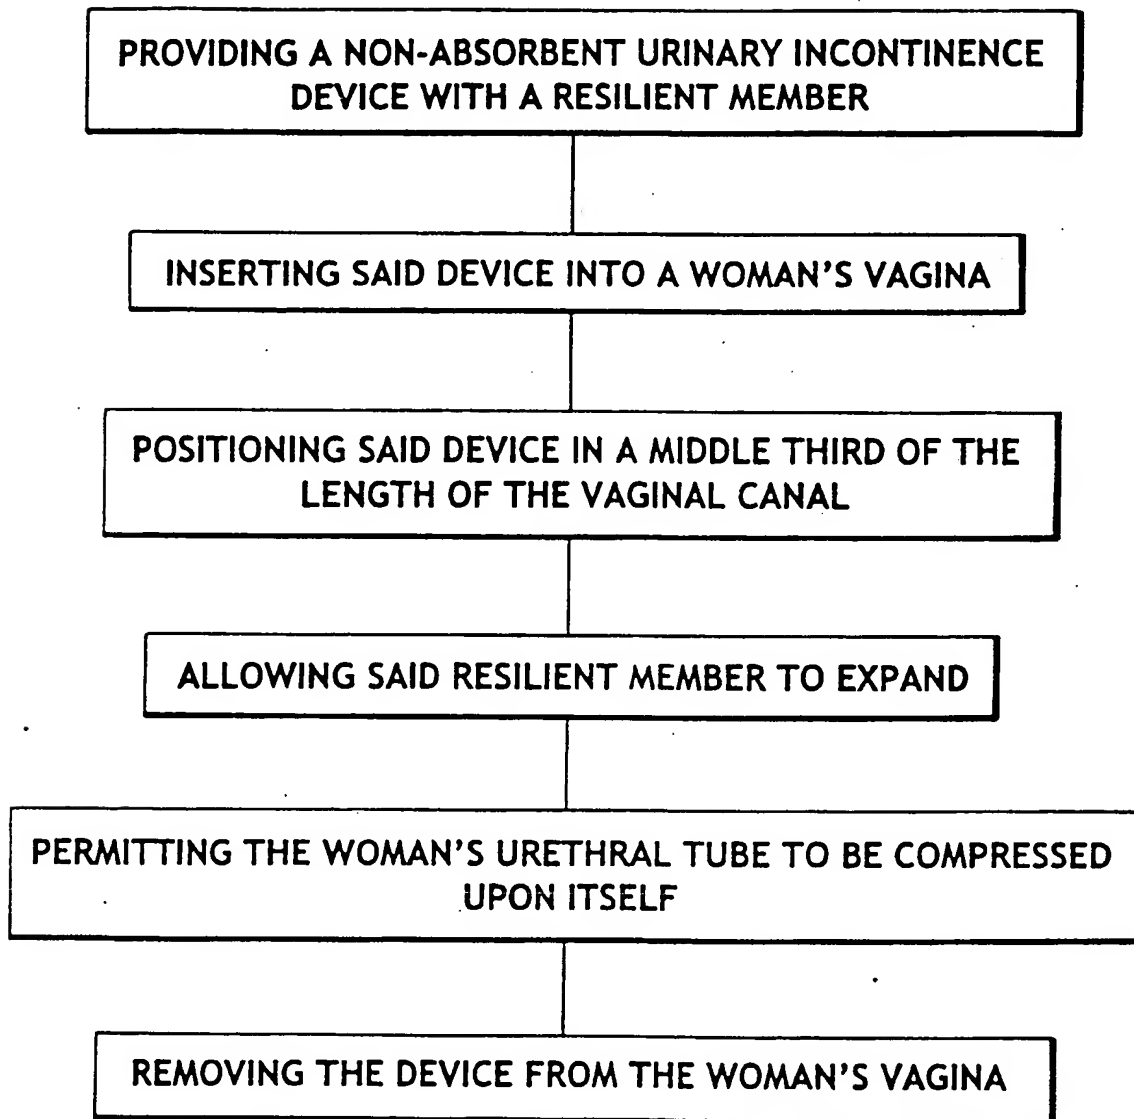 PROVIDING A NON-ABSORBENT URINARY INCONTINENCE
DEVICE WITH A RESILIENT MEMBER
INSERTING SAID DEVICE INTO A WOMAN'S VAGINA
POSITIONING SAID DEVICE IN A MIDDLE THIRD OF THE
LENGTH OF THE VAGINAL CANAL
ALLOWING SAID RESILIENT MEMBER TO EXPAND
PERMITTING THE WOMAN'S URETHRAL TUBE TO BE COMPRESSED
UPON ITSELF
REMOVING THE DEVICE FROM THE WOMAN'S VAGINA